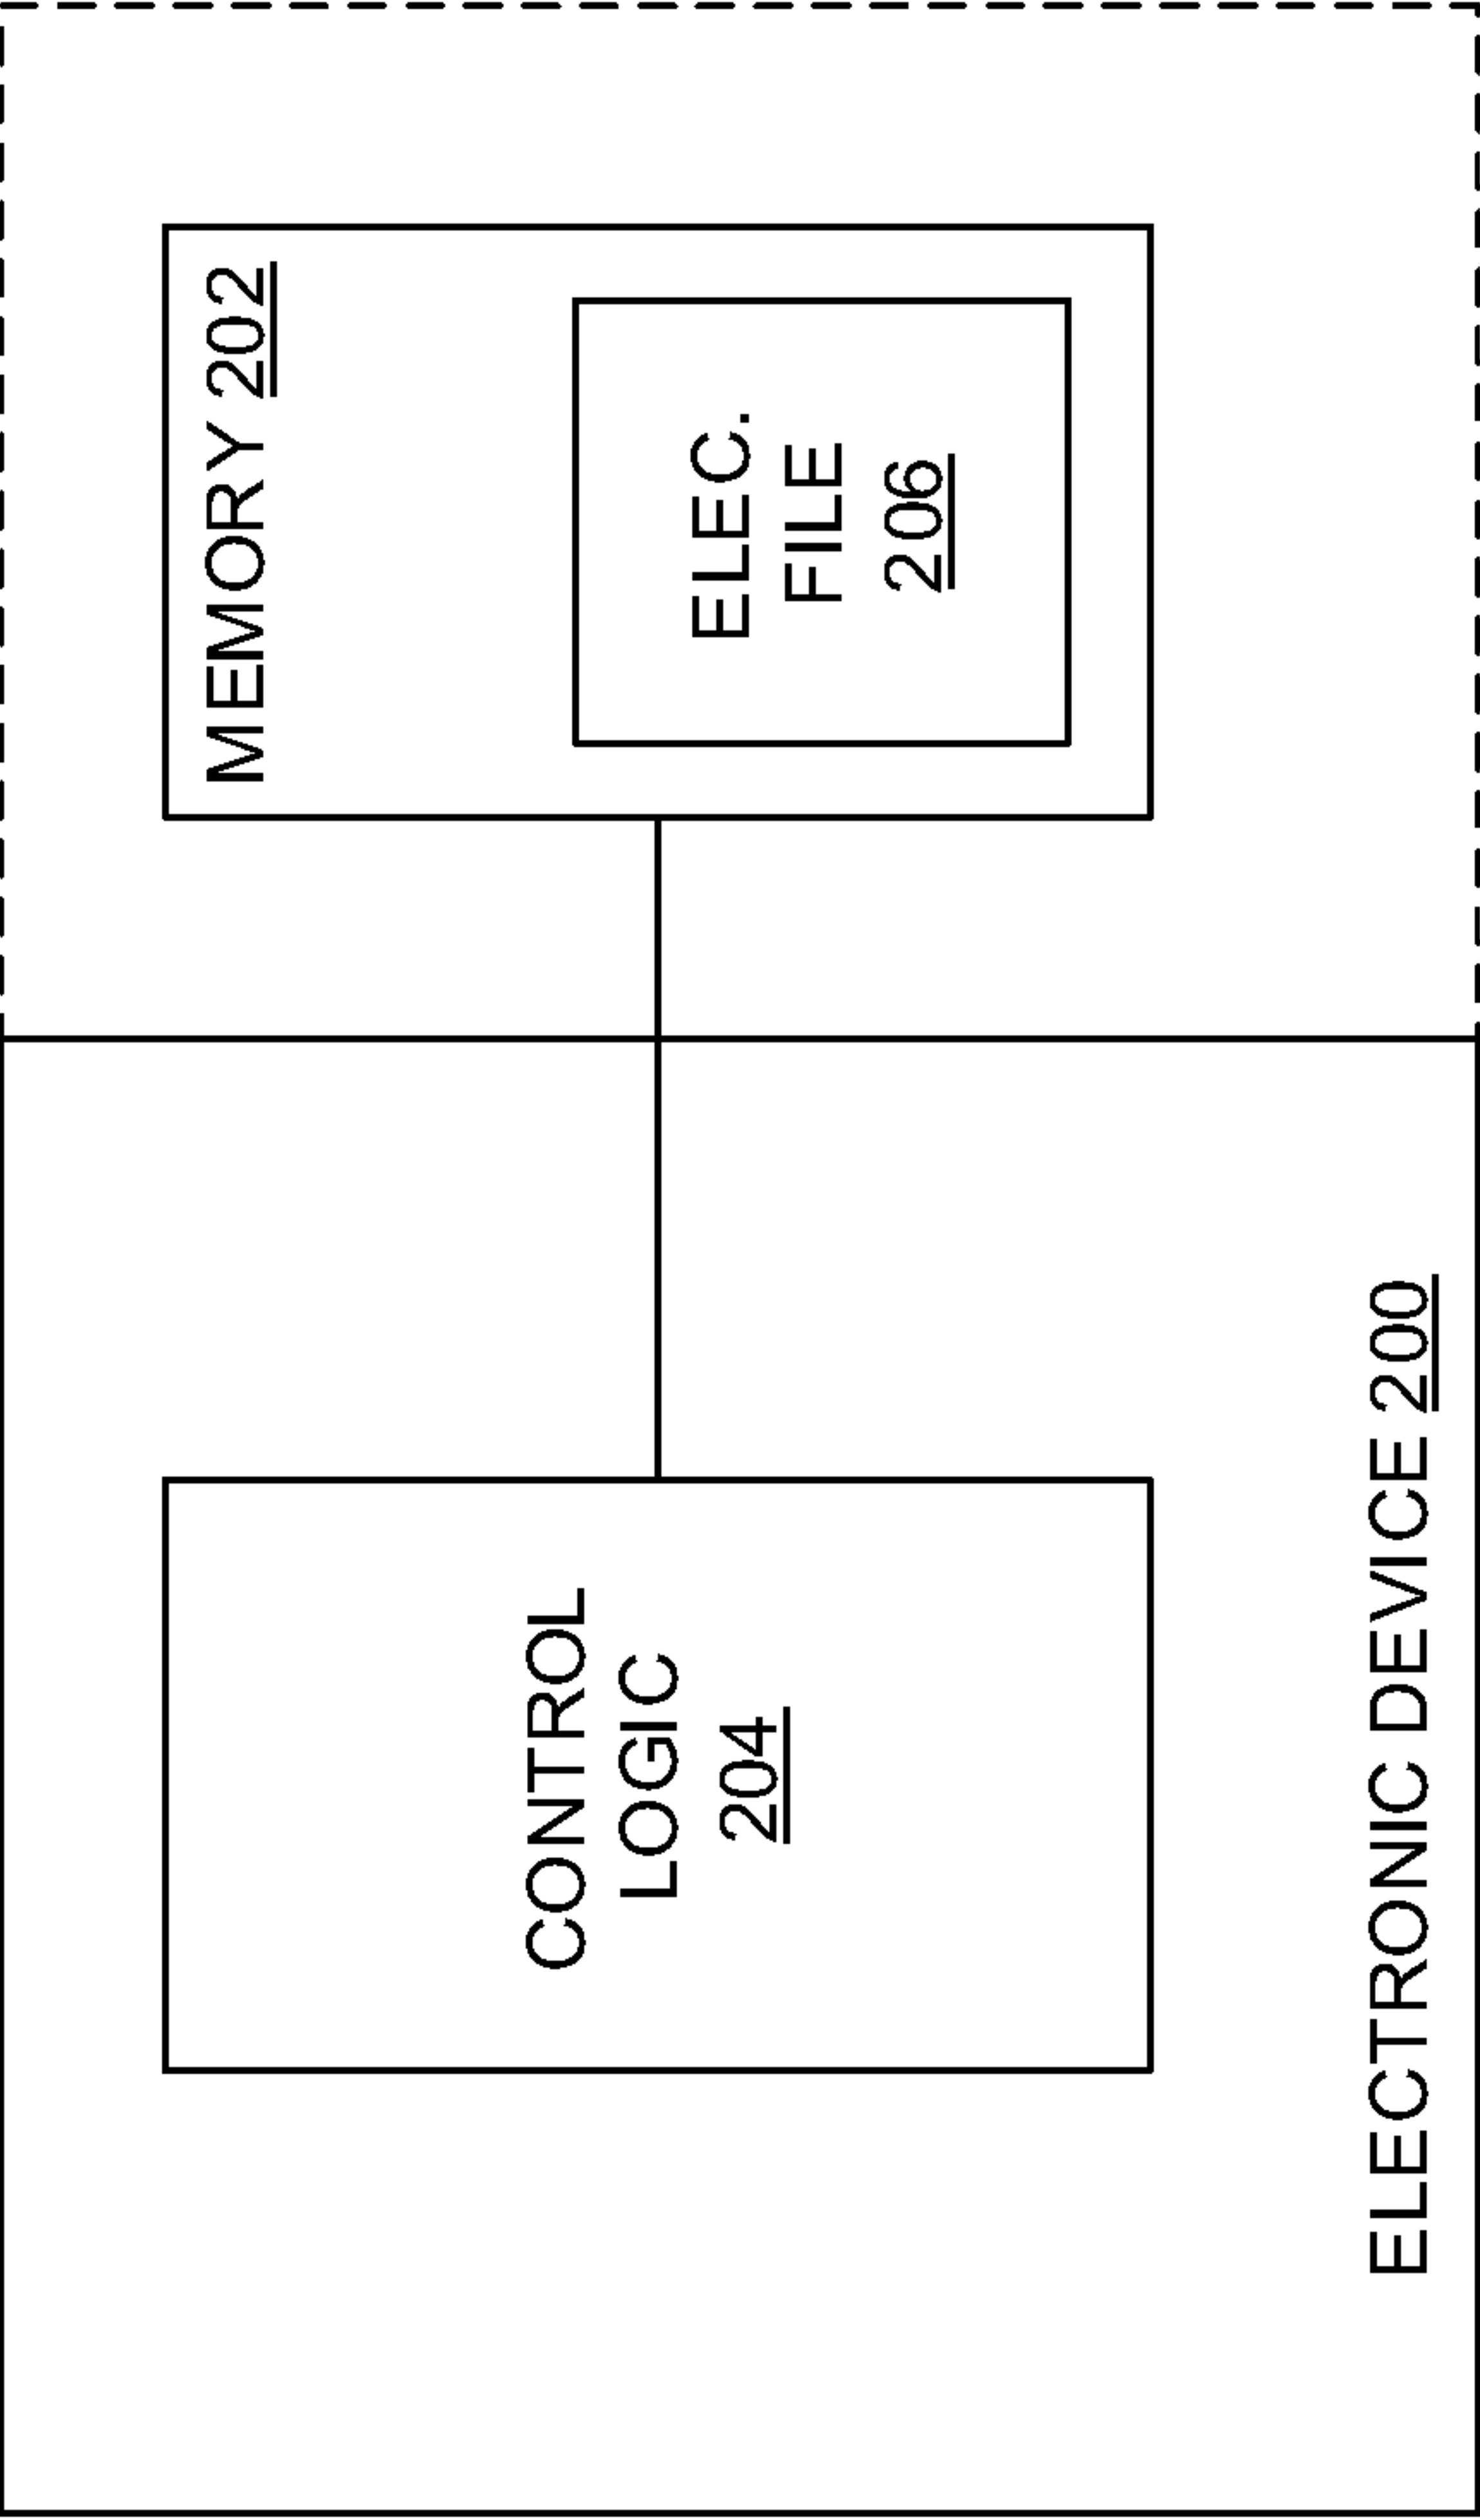 CONTROL
LOGIC
204
MEMORY 202
ELEC.
FILE
206
ELECTRONIC DEVICE 200